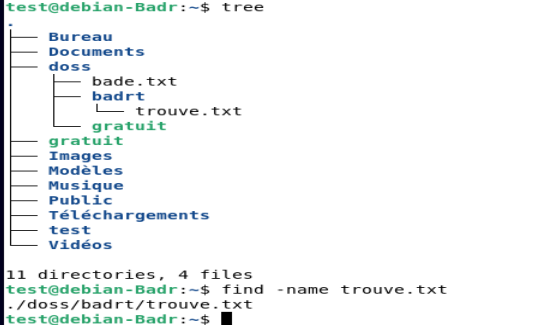 test@debian-Badr:~$ tree
.
├── Bureau
├── Documents
├── doss
│   ├── bade.txt
│   ├── badrt
│   │   └── trouve.txt
│   └── gratuit
├── gratuit
├── Images
├── Modèles
├── Musique
├── Public
├── Téléchargements
├── test
└── Vidéos
11 directories, 4 files
test@debian-Badr:~$ find -name trouve.txt
./doss/badrt/trouve.txt
test@debian-Badr:~$